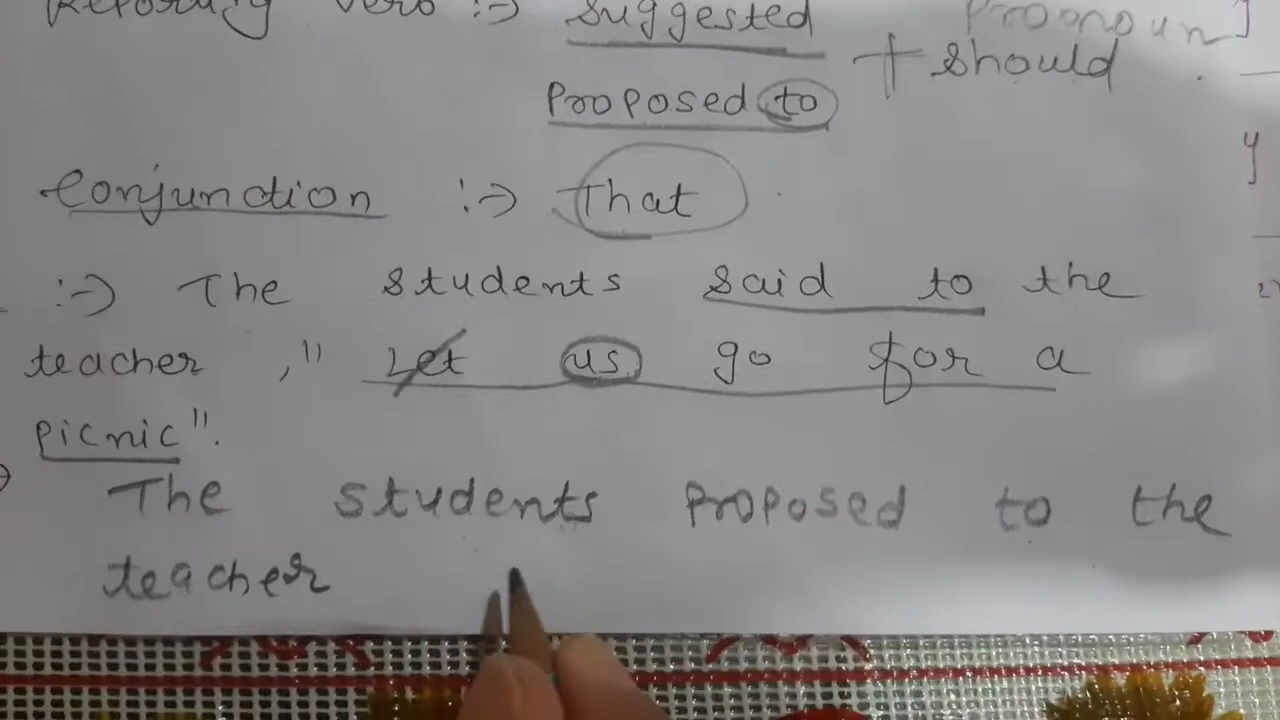 Reporting Verb :-> Suggested Pronoun]
Proposed to + should
Conjunction :-> That
:-> The students said to the
teacher ," Let us go for a
picnic".
The students proposed to the
teacher